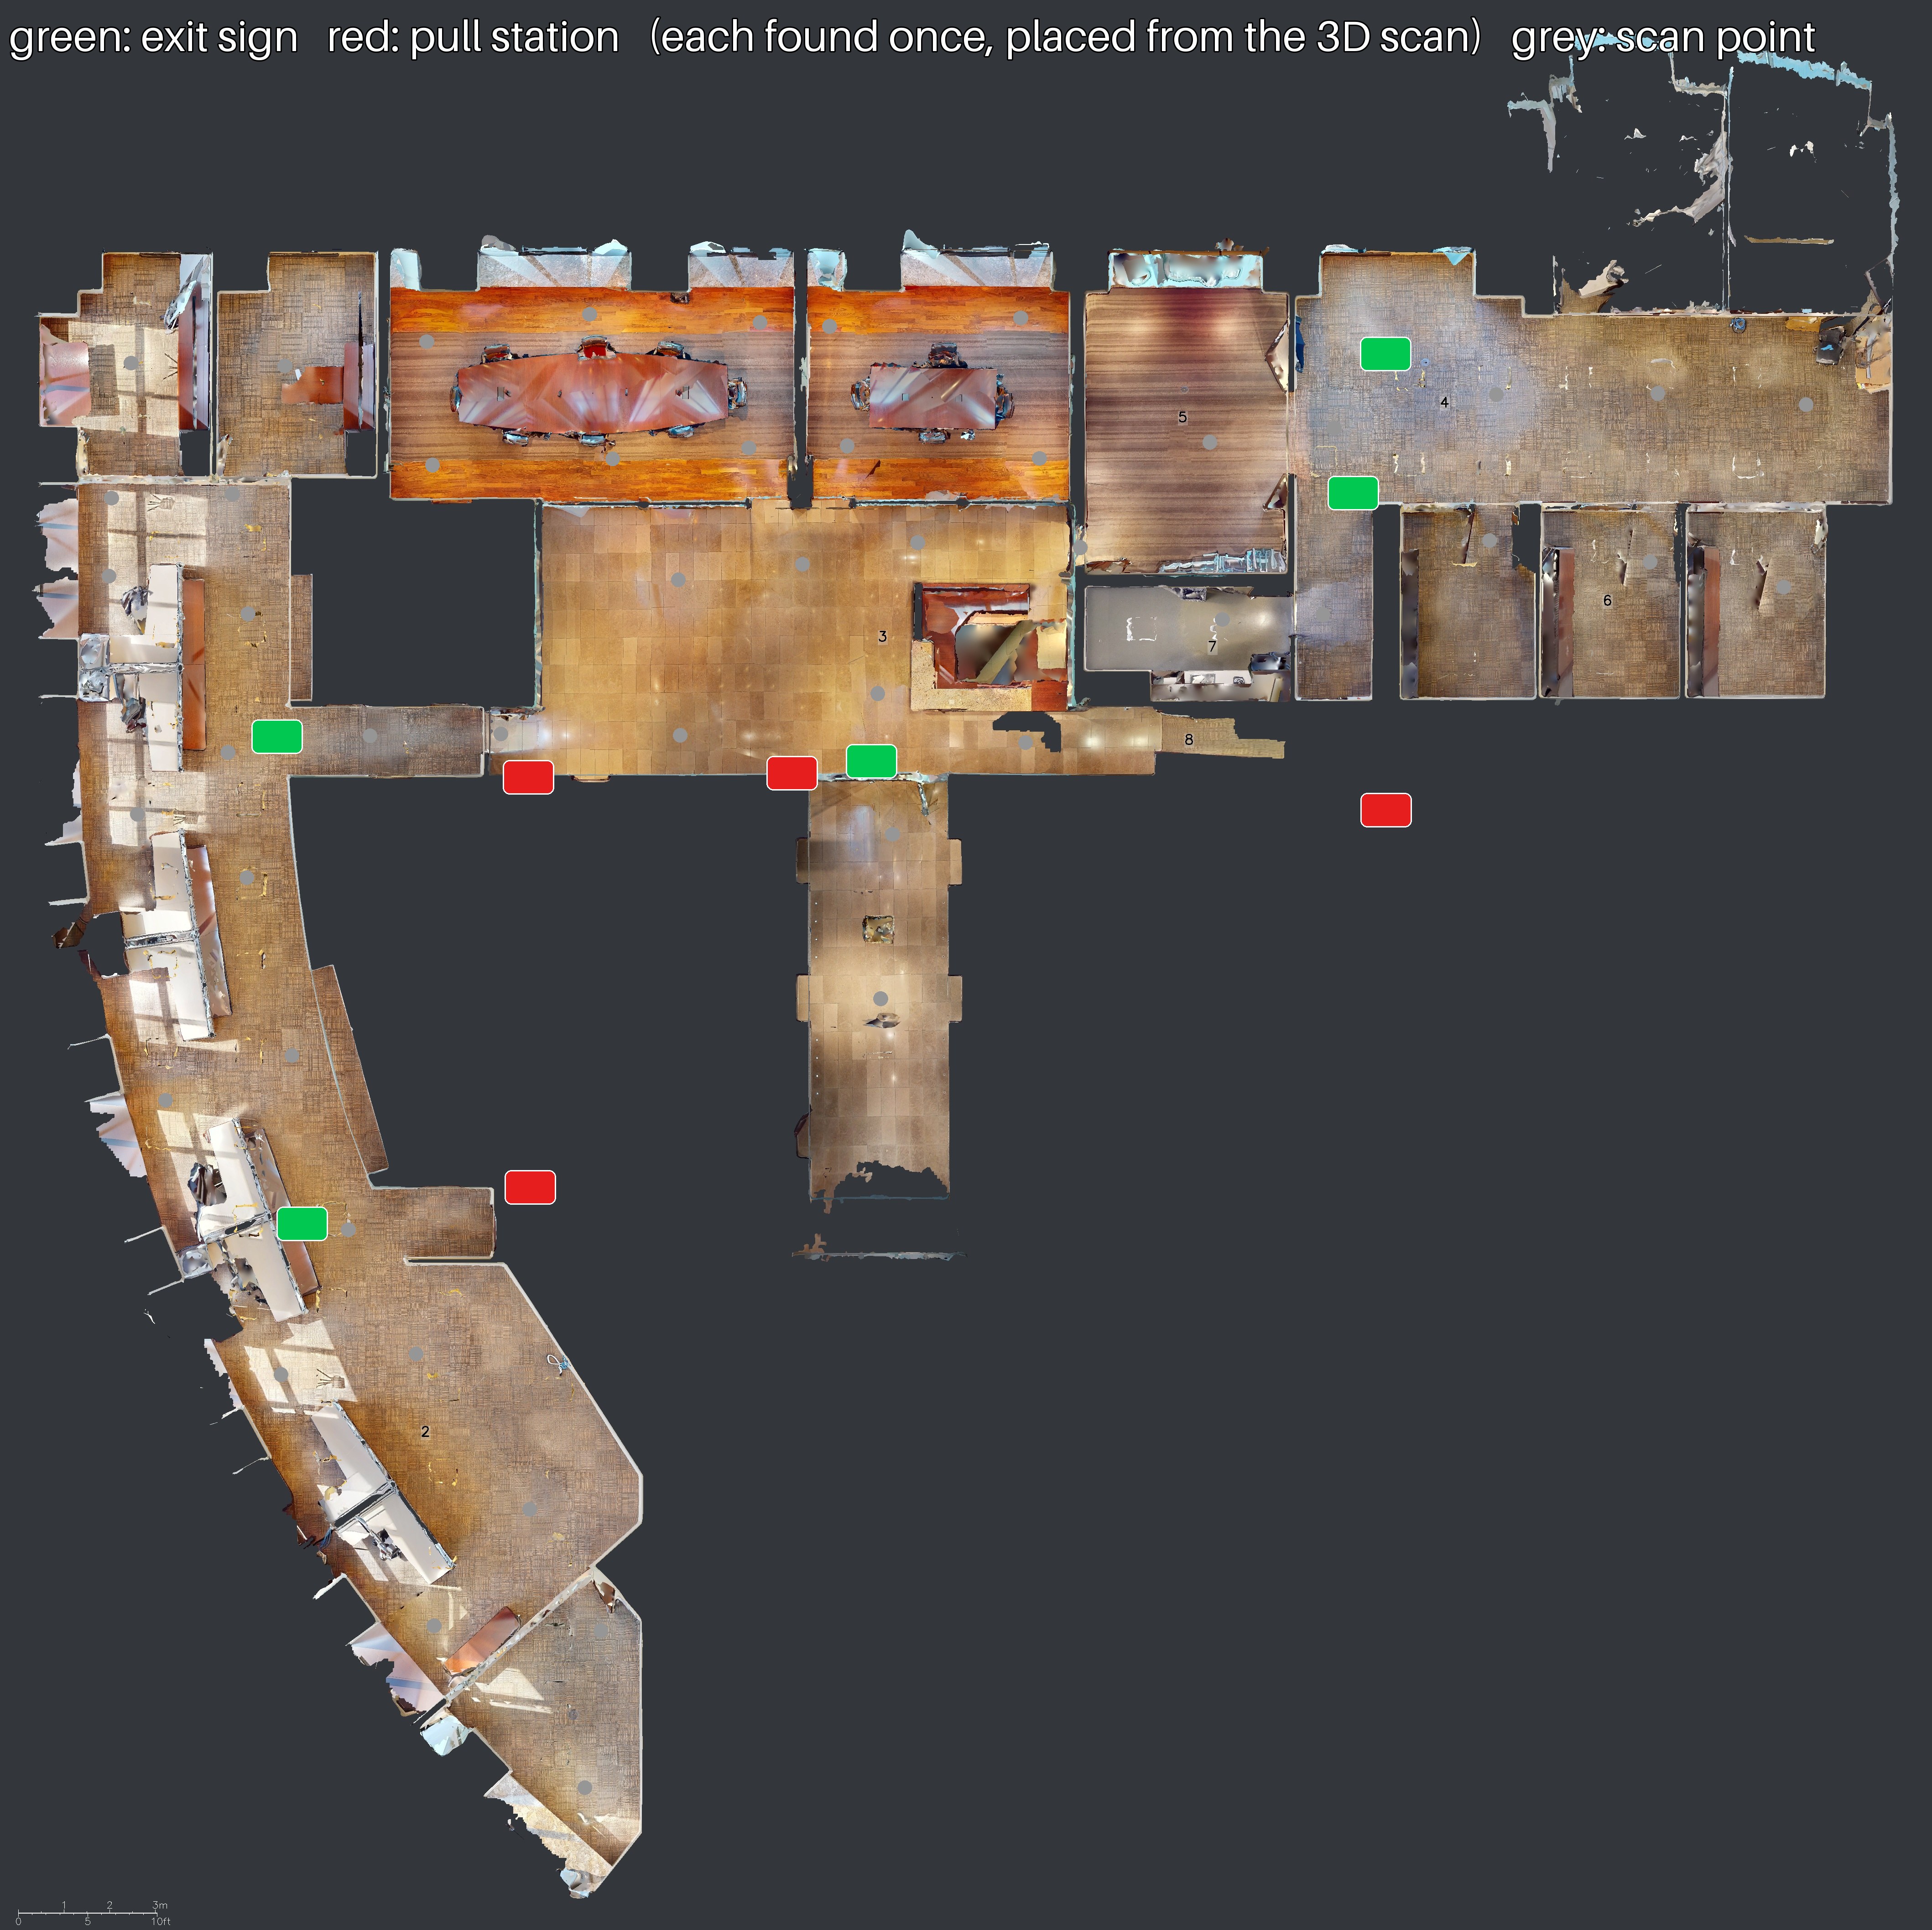 green: exit sign red: pull station (each found once, placed from the 3D scan) grey: scan point
4
5
6
3
7
8
2
1 2 3m
0 5 10ft